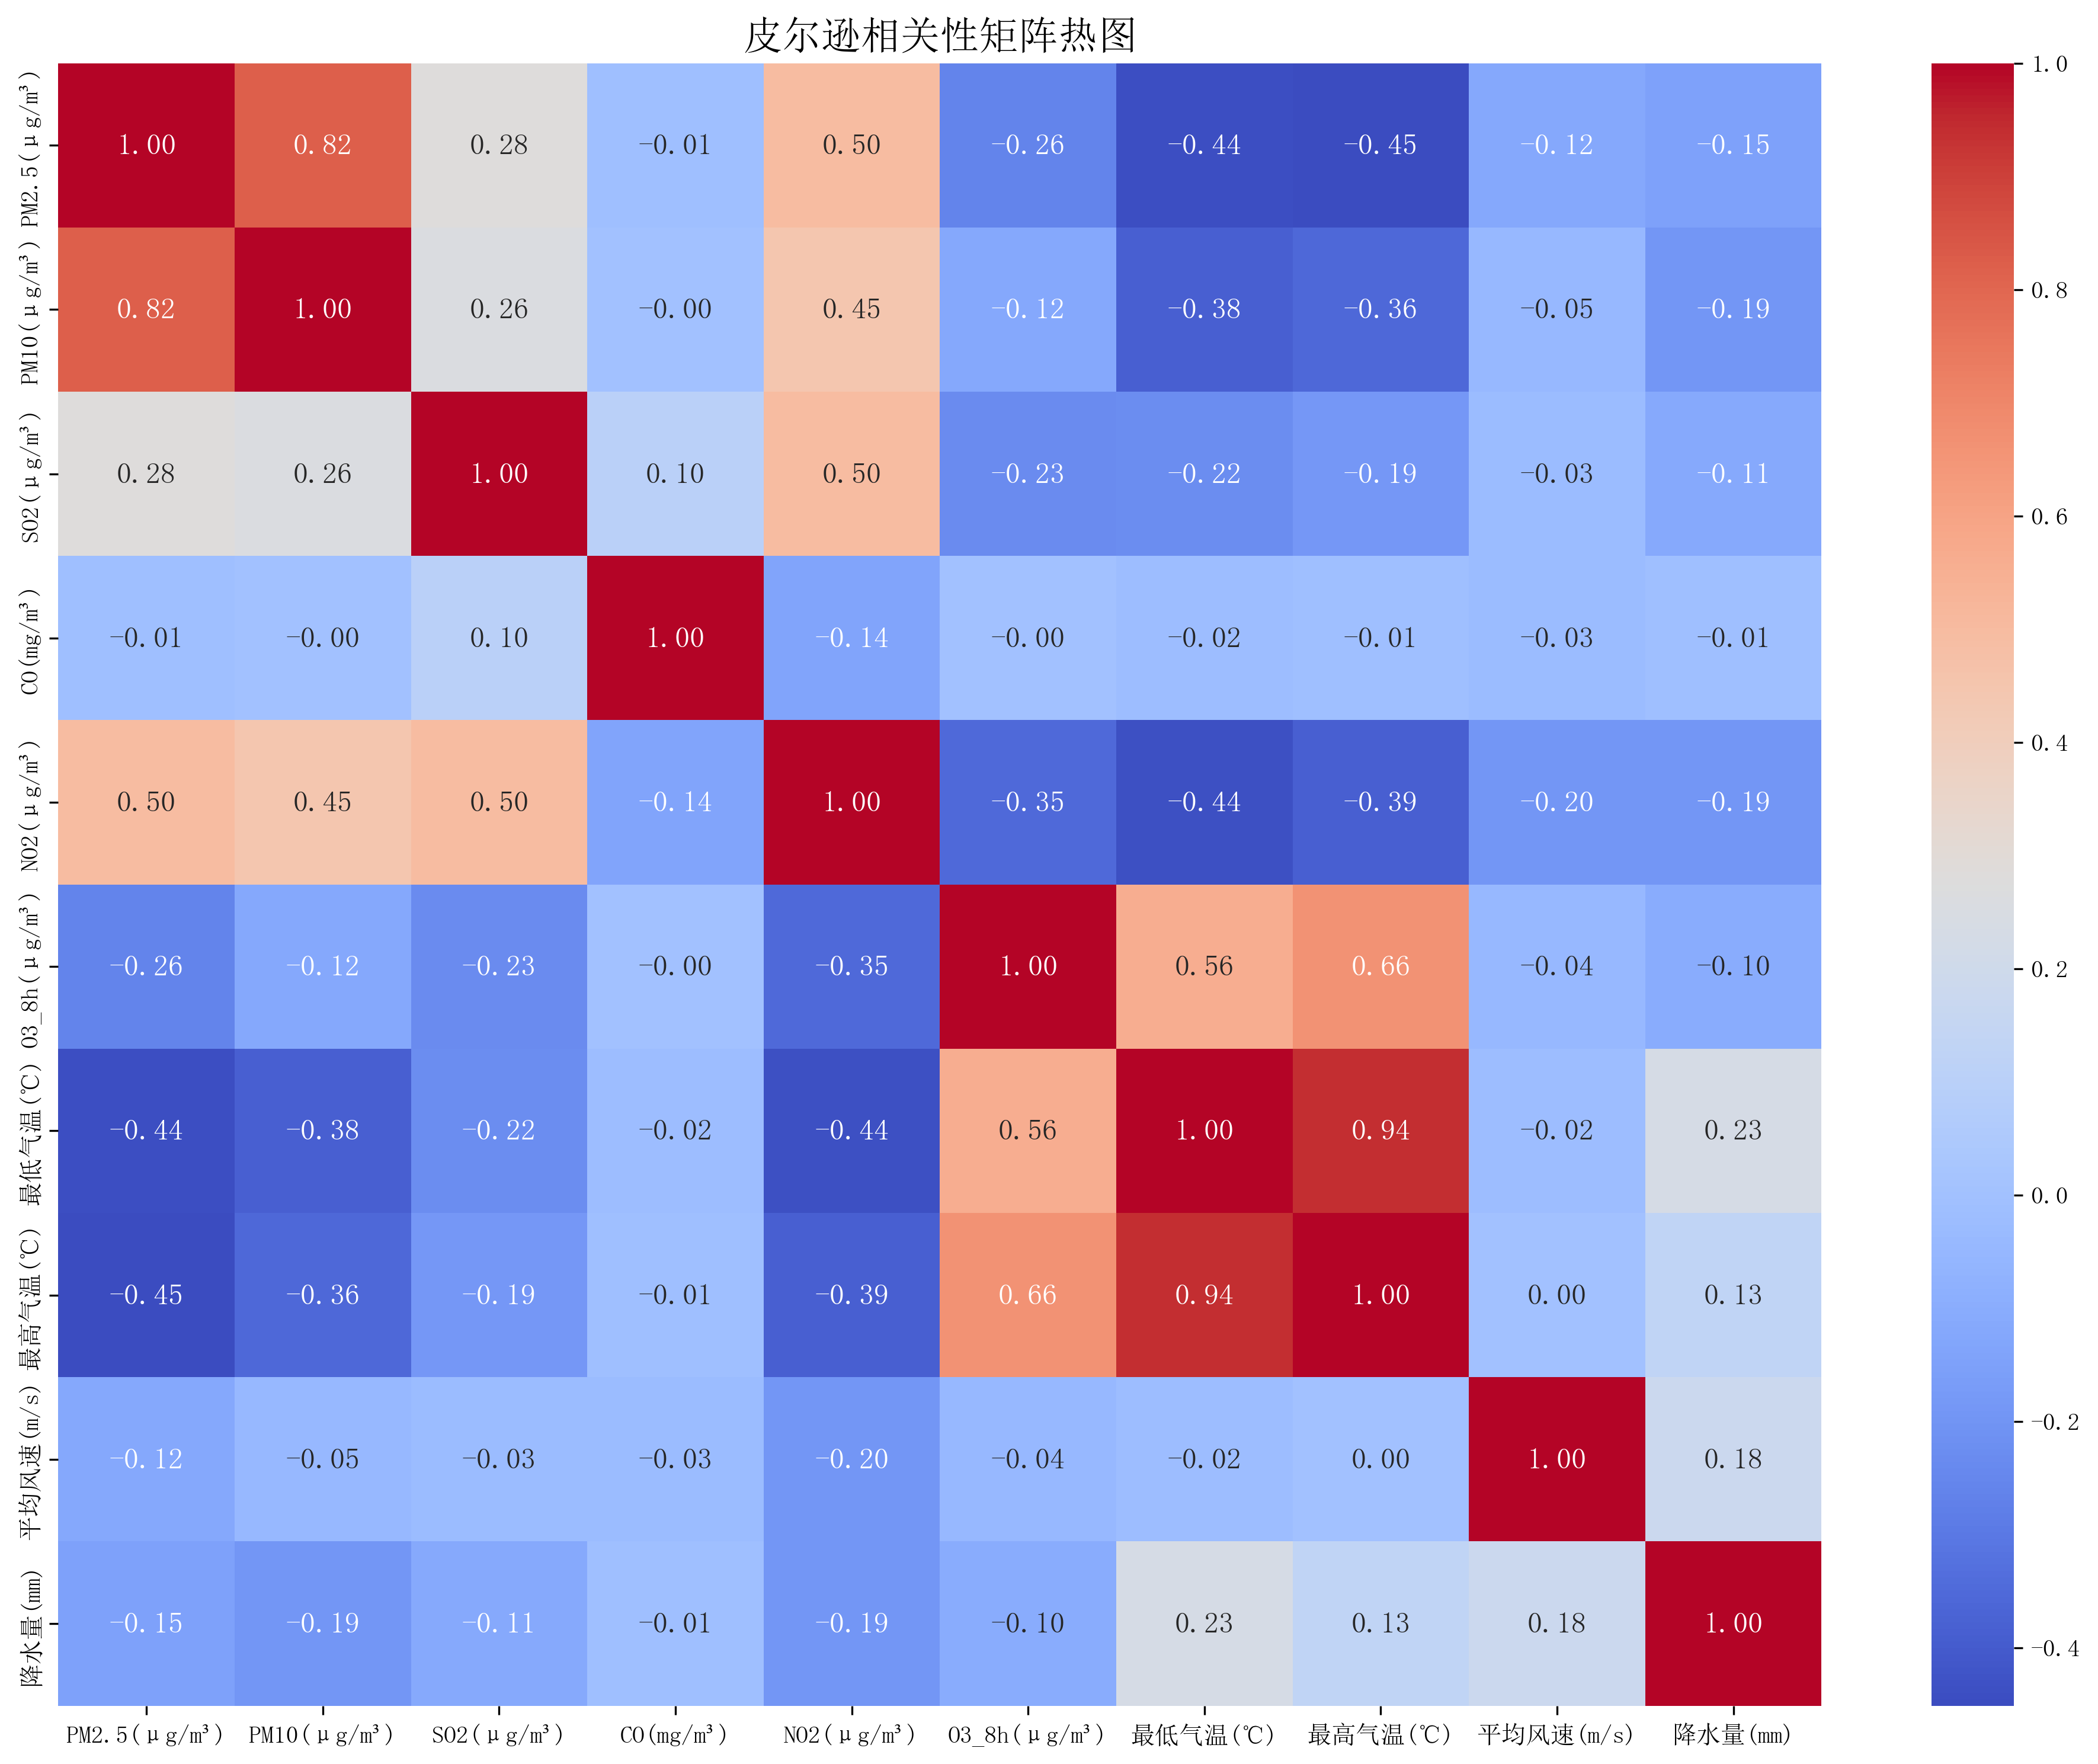 皮尔逊相关性矩阵热图
PM2.5(μg/m³) 1.00 0.82 0.28 -0.01 0.50 -0.26 -0.44 -0.45 -0.12 -0.15
PM10(μg/m³) 0.82 1.00 0.26 -0.00 0.45 -0.12 -0.38 -0.36 -0.05 -0.19
SO2(μg/m³) 0.28 0.26 1.00 0.10 0.50 -0.23 -0.22 -0.19 -0.03 -0.11
CO(mg/m³) -0.01 -0.00 0.10 1.00 -0.14 -0.00 -0.02 -0.01 -0.03 -0.01
NO2(μg/m³) 0.50 0.45 0.50 -0.14 1.00 -0.35 -0.44 -0.39 -0.20 -0.19
O3_8h(μg/m³) -0.26 -0.12 -0.23 -0.00 -0.35 1.00 0.56 0.66 -0.04 -0.10
最低气温(℃) -0.44 -0.38 -0.22 -0.02 -0.44 0.56 1.00 0.94 -0.02 0.23
最高气温(℃) -0.45 -0.36 -0.19 -0.01 -0.39 0.66 0.94 1.00 0.00 0.13
平均风速(m/s) -0.12 -0.05 -0.03 -0.03 -0.20 -0.04 -0.02 0.00 1.00 0.18
降水量(mm) -0.15 -0.19 -0.11 -0.01 -0.19 -0.10 0.23 0.13 0.18 1.00
PM2.5(μg/m³) PM10(μg/m³) SO2(μg/m³) CO(mg/m³) NO2(μg/m³) O3_8h(μg/m³) 最低气温(℃) 最高气温(℃) 平均风速(m/s) 降水量(mm)
1.0
0.8
0.6
0.4
0.2
0.0
-0.2
-0.4